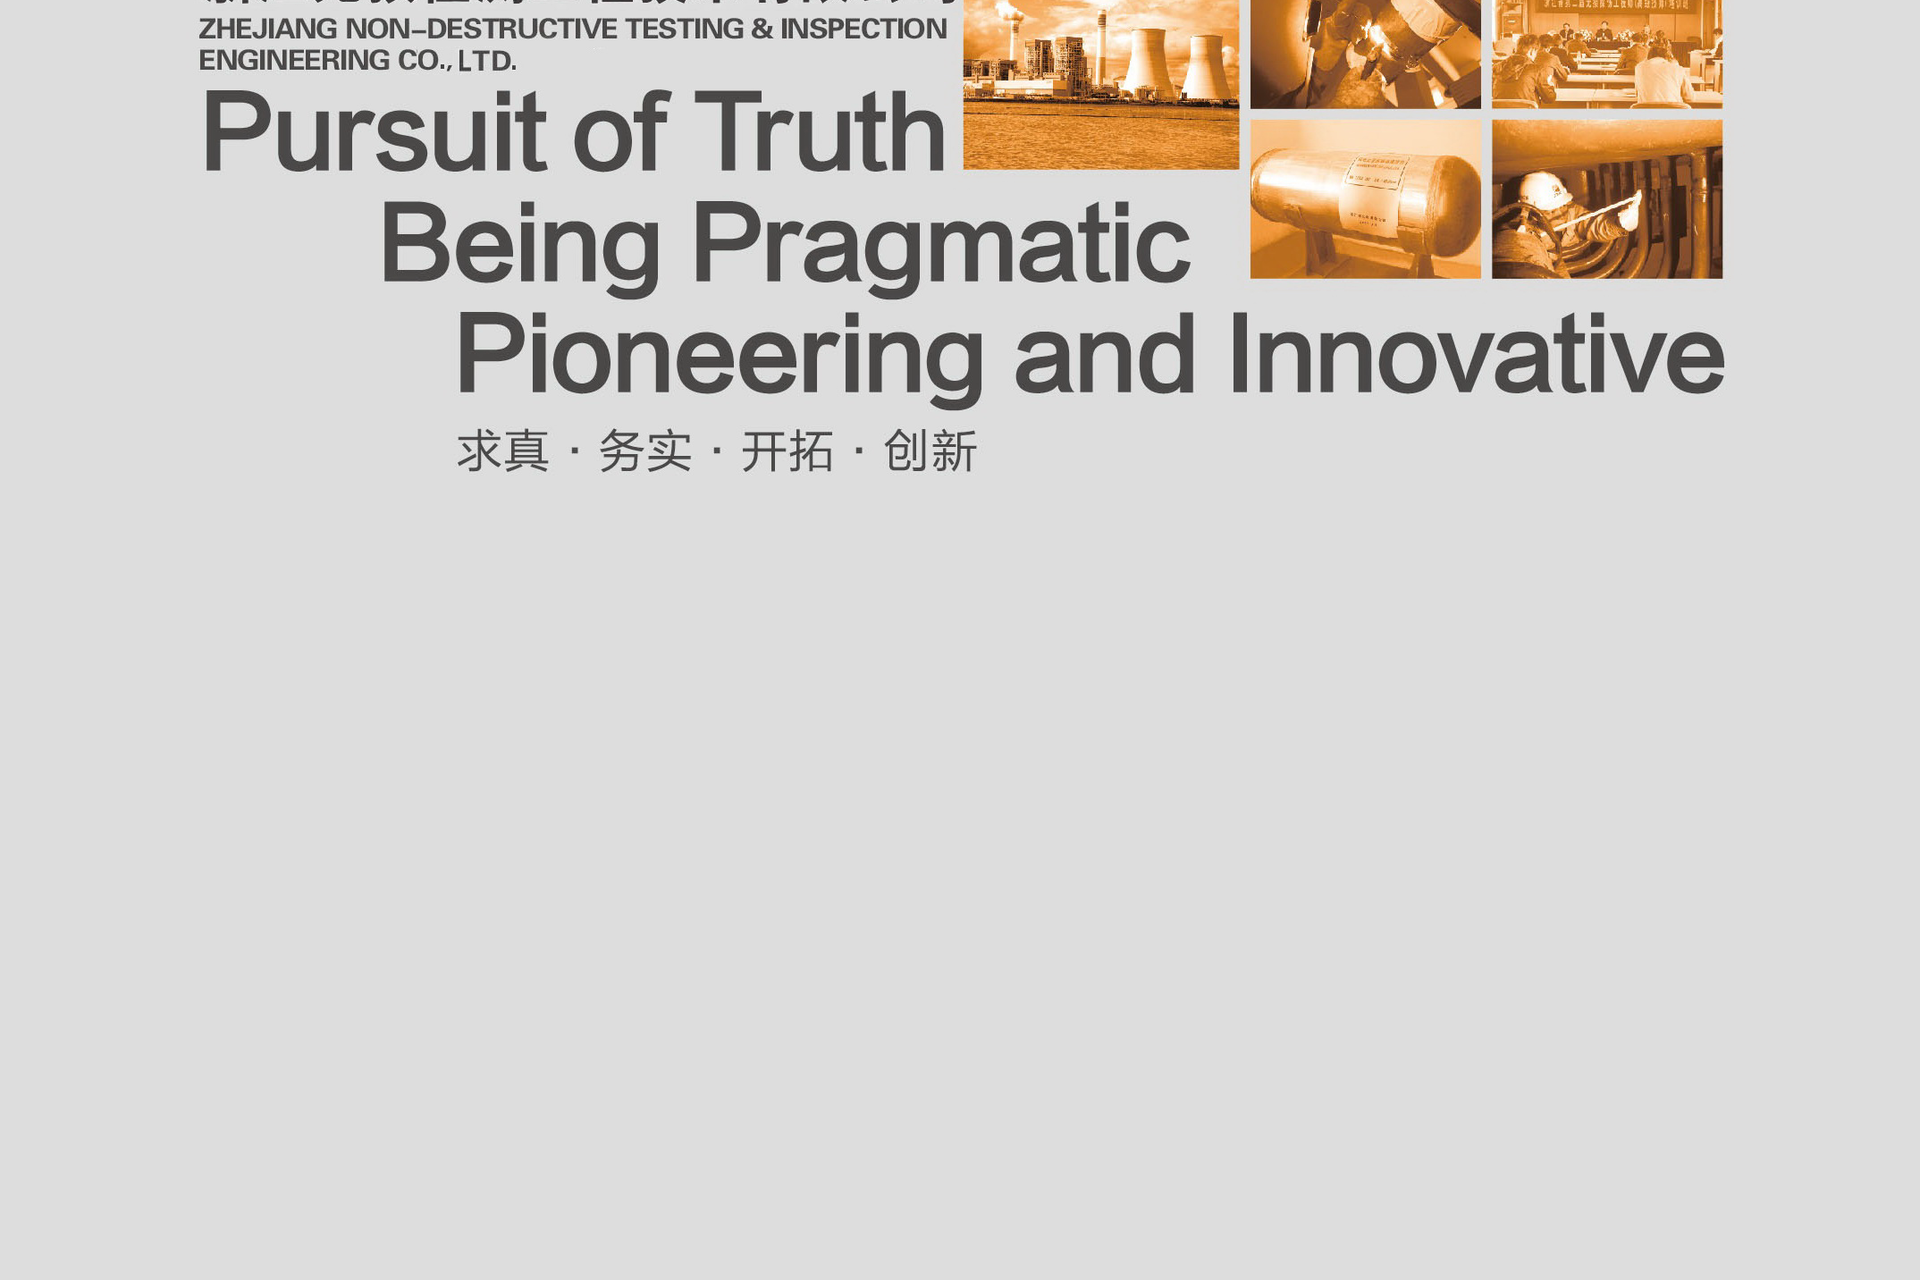 ZHEJIANG NON–DESTRUCTIVE TESTING & INSPECTION
ENGINEERING CO., LTD.
Pursuit of Truth
Being Pragmatic
Pioneering and Innovative
求真 · 务实 · 开拓 · 创新